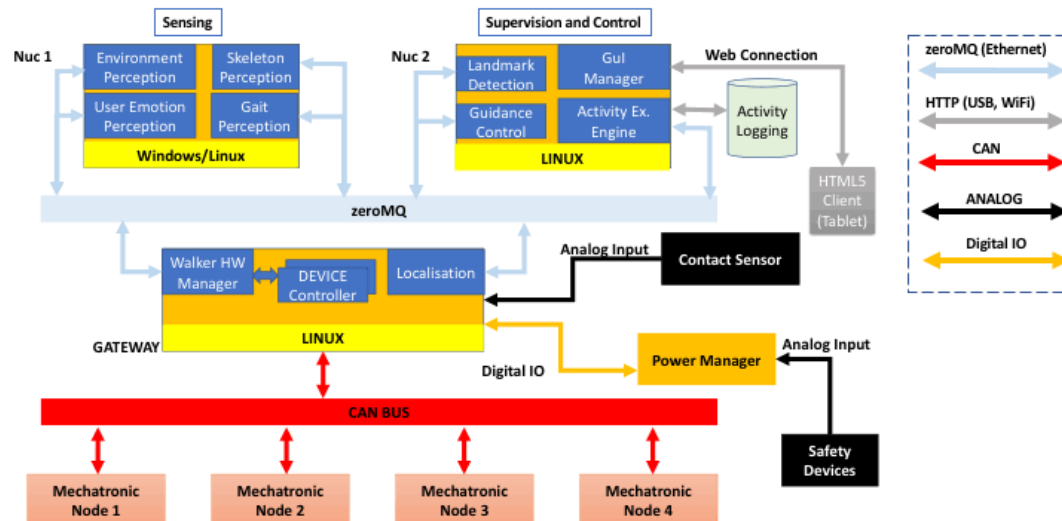 Sensing
Supervision and Control
Nuc 1
Environment
Perception
Skeleton
Perception
User Emotion
Perception
Gait
Perception
Windows/Linux
Nuc 2
Landmark
Detection
GuI
Manager
Guidance
Control
Activity Ex.
Engine
LINUX
Web Connection
Activity
Logging
HTML5
Client
(Tablet)
zeroMQ (Ethernet)
HTTP (USB, WiFi)
CAN
ANALOG
Digital IO
zeroMQ
Walker HW
Manager
DEVICE
Controller
Localisation
LINUX
GATEWAY
Analog Input
Contact Sensor
Digital IO
Power Manager
Analog Input
Safety
Devices
CAN BUS
Mechatronic
Node 1
Mechatronic
Node 2
Mechatronic
Node 3
Mechatronic
Node 4